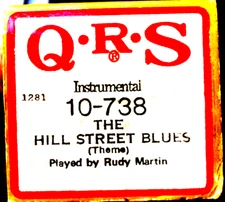 Q·R·S
®
Instrumental
1281
10-738
THE
HILL STREET BLUES
(Theme)
Played by Rudy Martin